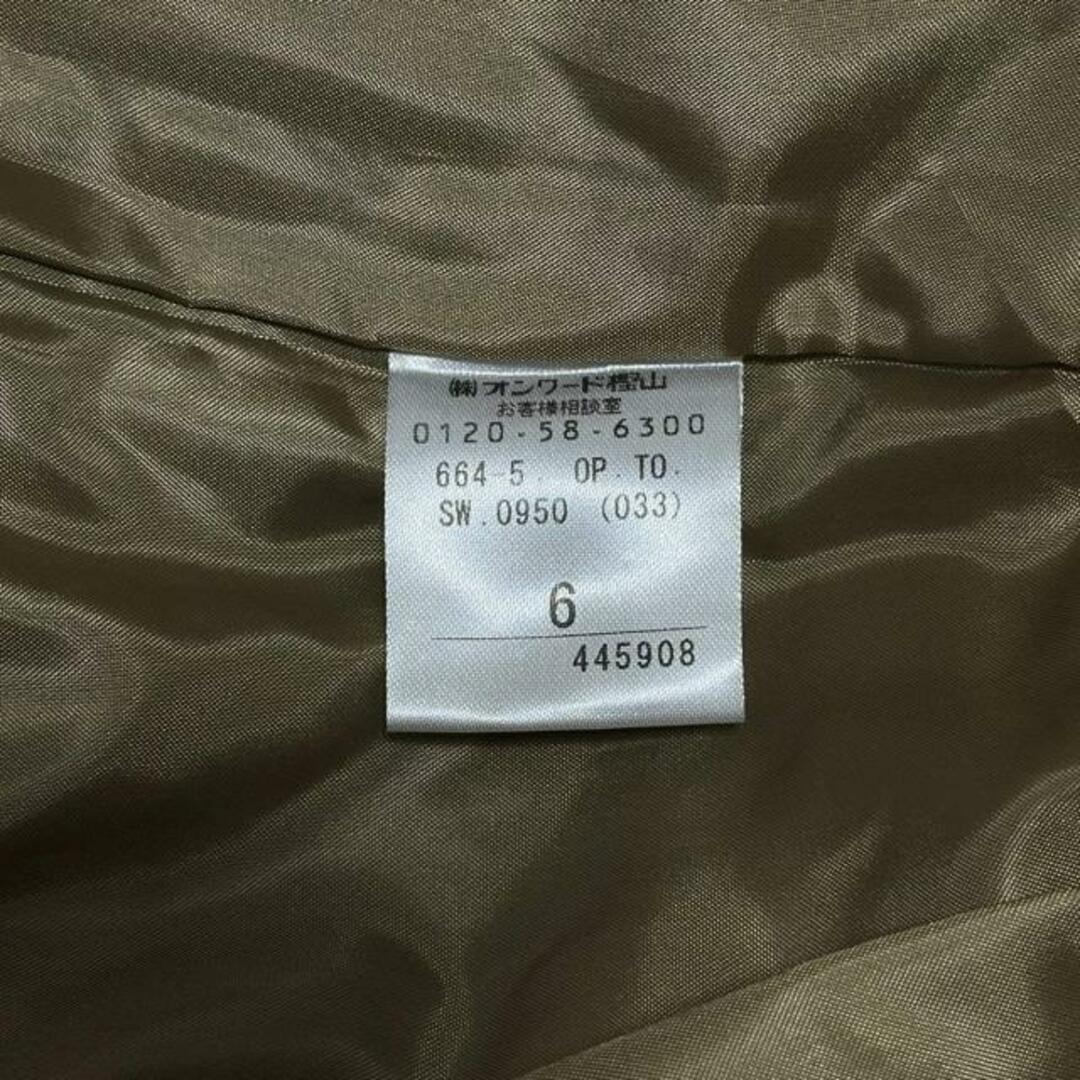 ㈱オンワード樫山
お客様相談室
0120-58-6300
664-5. OP.TO.
SW.0950 (033)
6
445908